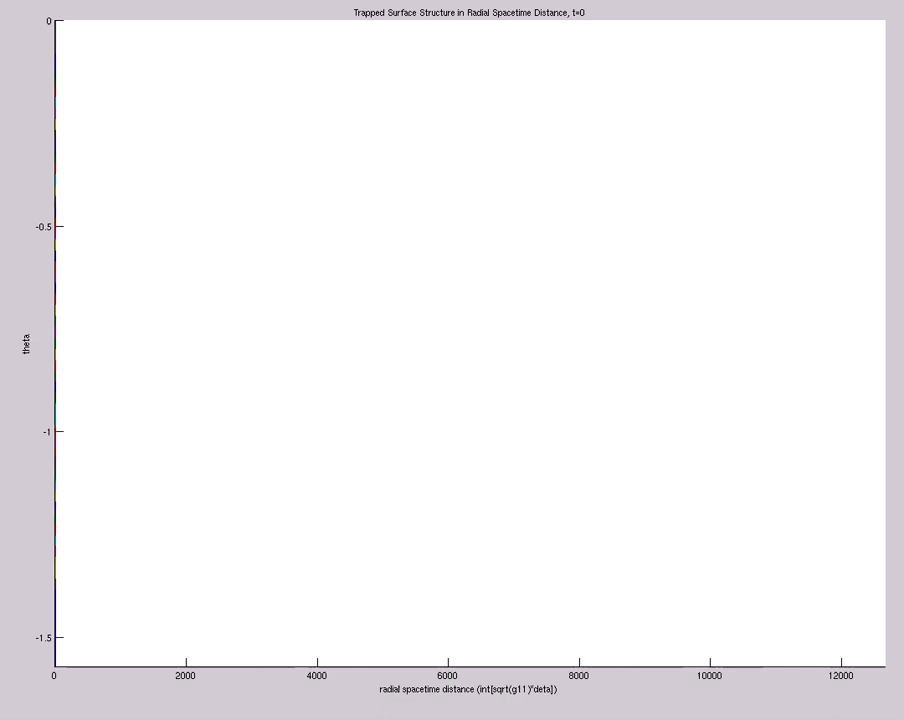 Trapped Surface Structure in Radial Spacetime Distance, t=0
0
-0.5
theta
-1
-1.5
0 2000 4000 6000 8000 10000 12000
radial spacetime distance (int[sqrt(g11)*deta])